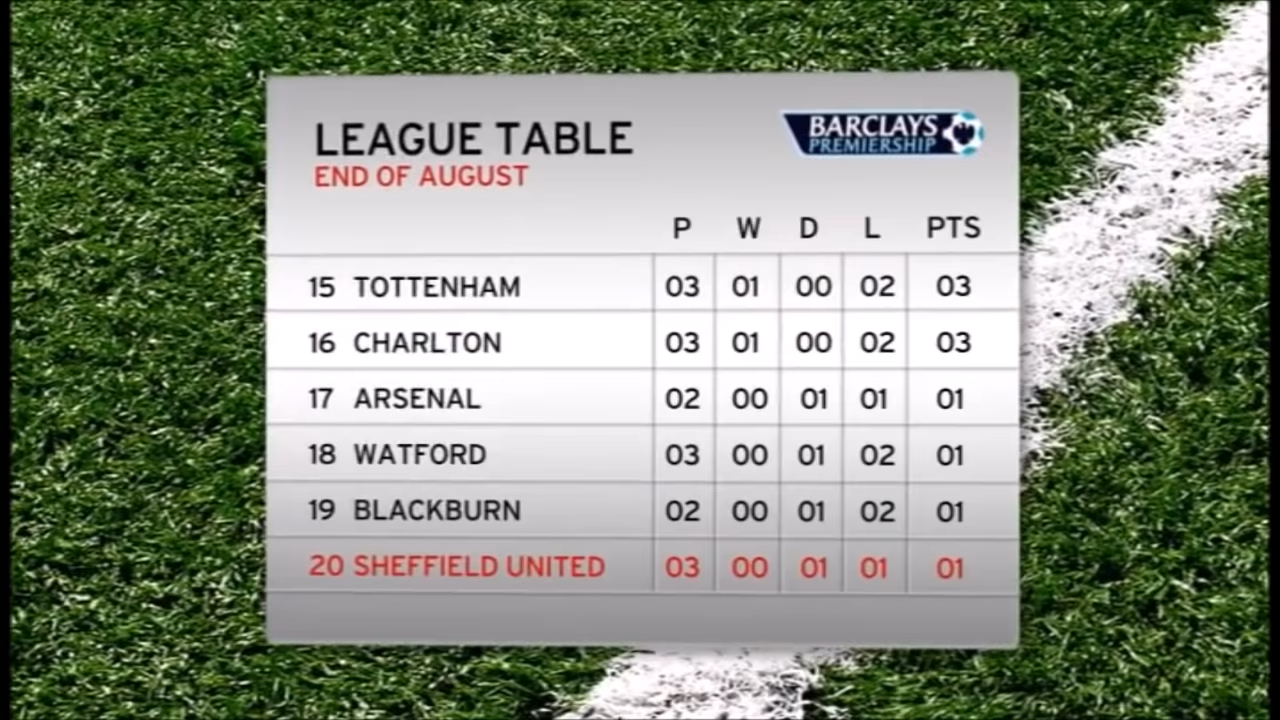 LEAGUE TABLE
END OF AUGUST
BARCLAYS
PREMIERSHIP
P W D L PTS
15 TOTTENHAM 03 01 00 02 03
16 CHARLTON 03 01 00 02 03
17 ARSENAL 02 00 01 01 01
18 WATFORD 03 00 01 02 01
19 BLACKBURN 02 00 01 02 01
20 SHEFFIELD UNITED 03 00 01 01 01